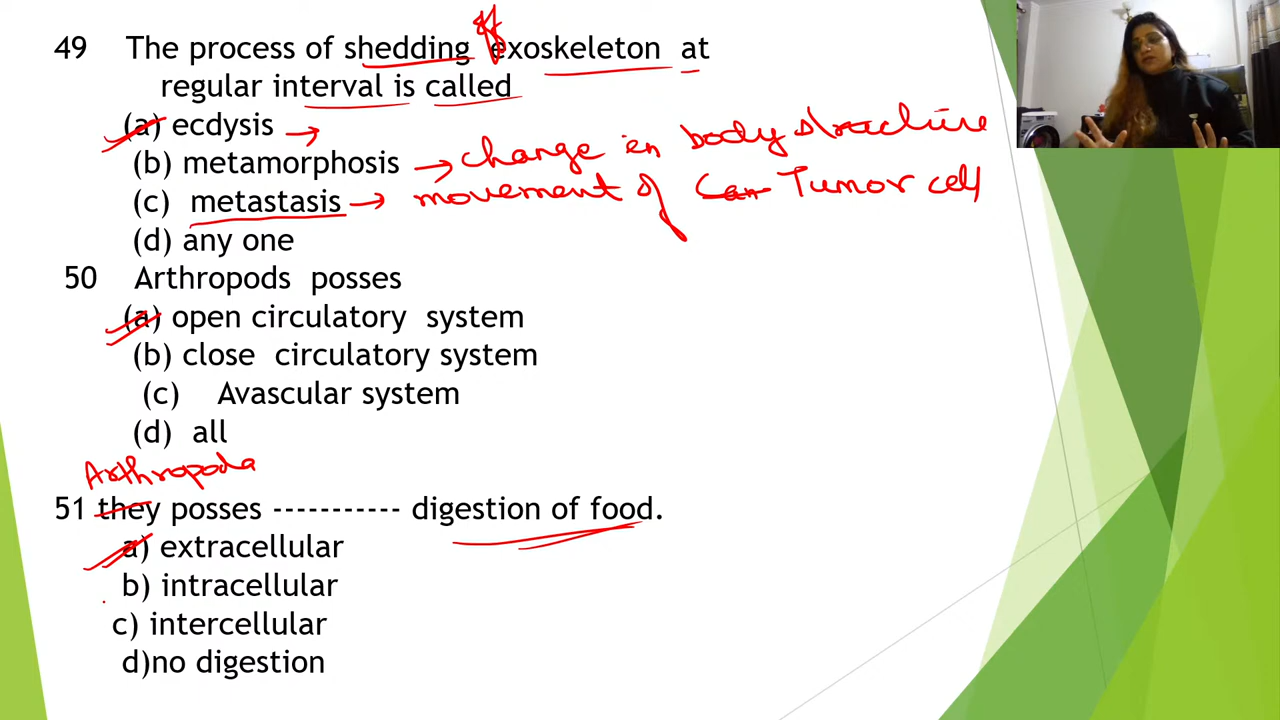 49 The process of shedding of exoskeleton at
regular interval is called
(a) ecdysis →
(b) metamorphosis → change in body structure
(c) metastasis → movement of Can Tumor cell
(d) any one
50 Arthropods posses
(a) open circulatory system
(b) close circulatory system
(c) Avascular system
(d) all
Arthropoda
51 they posses ----------- digestion of food.
a) extracellular
b) intracellular
c) intercellular
d)no digestion